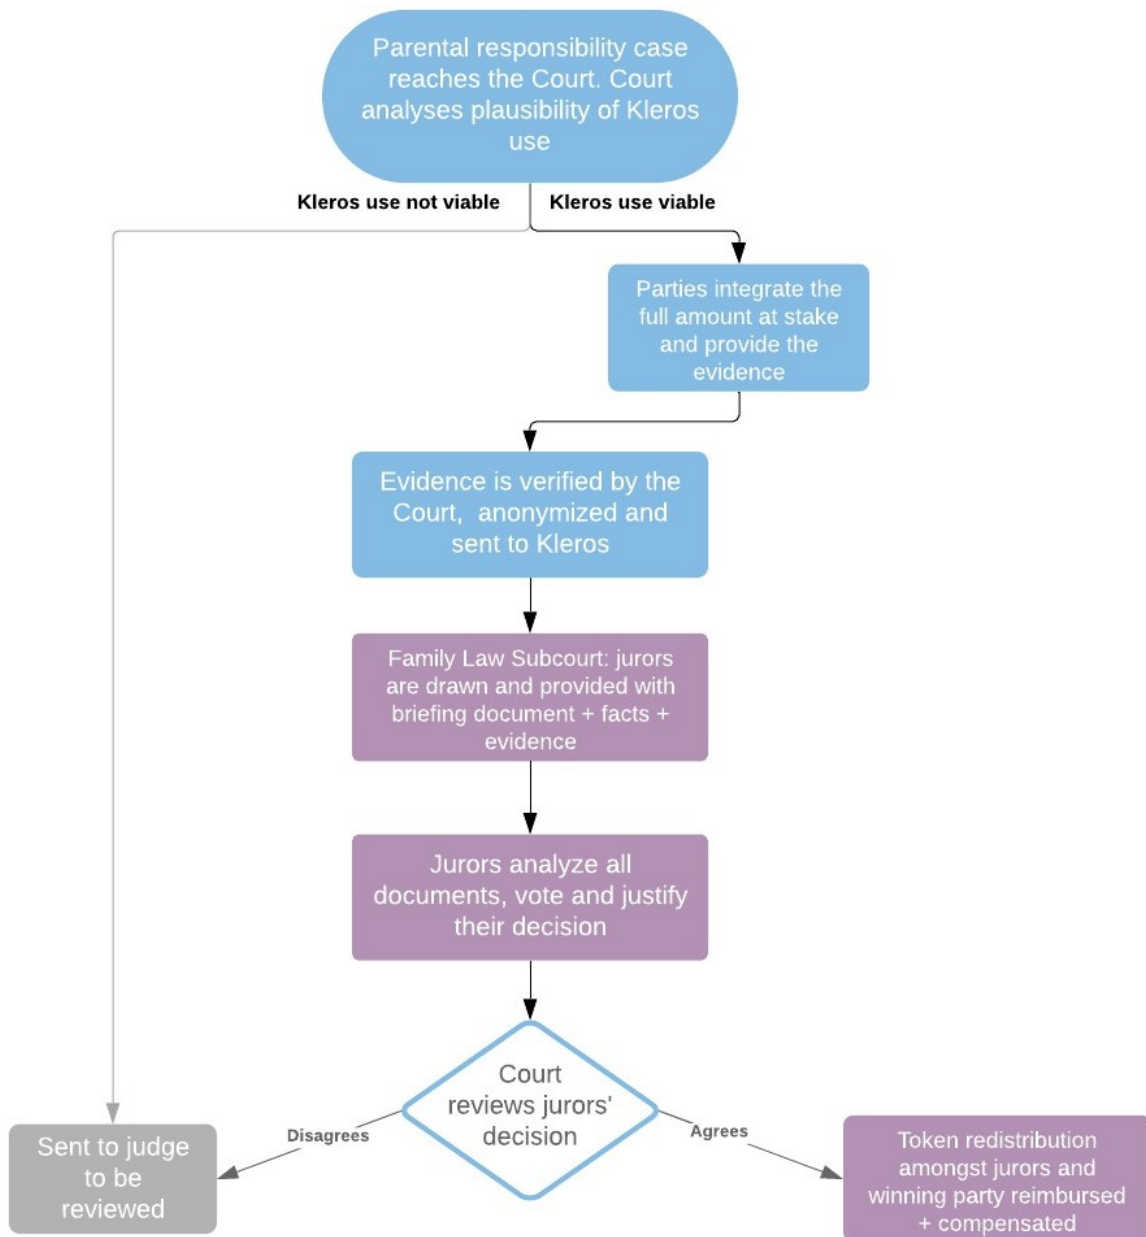 Parental responsibility case
reaches the Court. Court
analyses plausibility of Kleros
use
Kleros use not viable
Kleros use viable
Parties integrate the
full amount at stake
and provide the
evidence
Evidence is verified by the
Court, anonymized and
sent to Kleros
Family Law Subcourt: jurors
are drawn and provided with
briefing document + facts +
evidence
Jurors analyze all
documents, vote and justify
their decision
Court
reviews jurors'
decision
Disagrees
Agrees
Sent to judge
to be
reviewed
Token redistribution
amongst jurors and
winning party reimbursed
+ compensated